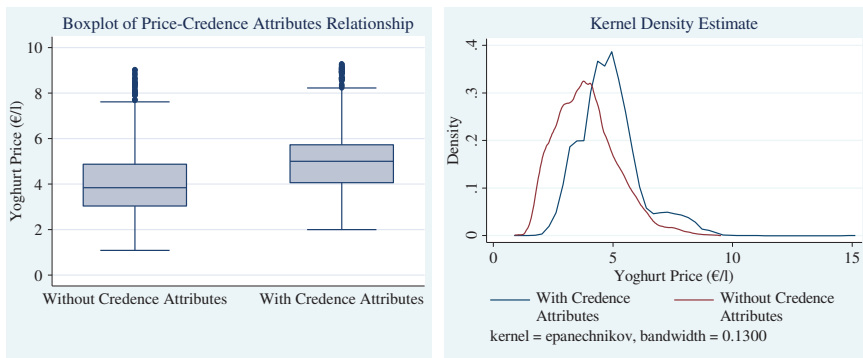 Boxplot of Price-Credence Attributes Relationship
Yoghurt Price (€/l)
10
8
6
4
2
0
Without Credence Attributes
With Credence Attributes
Kernel Density Estimate
Density
.4
.3
.2
.1
0
0
5
10
15
Yoghurt Price (€/l)
With Credence
Attributes
Without Credence
Attributes
kernel = epanechnikov, bandwidth = 0.1300